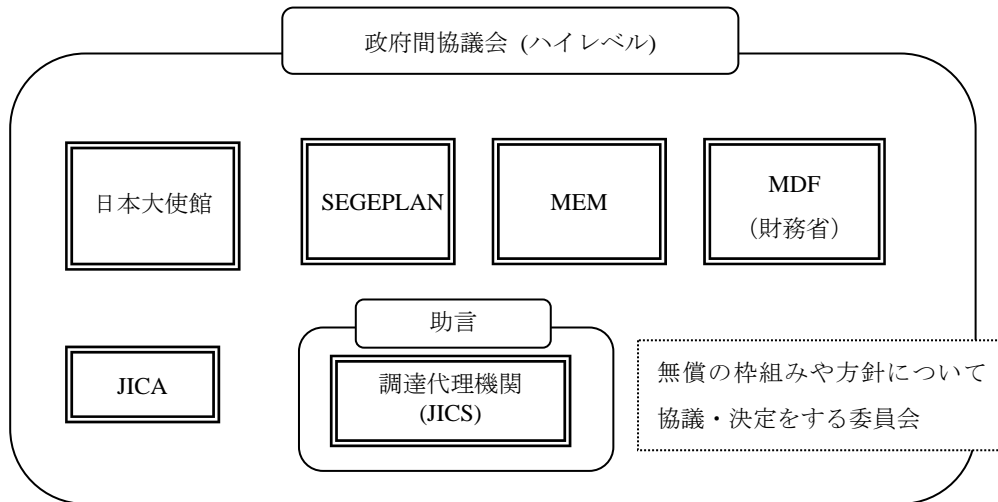 政府間協議会 (ハイレベル)
日本大使館
SEGEPLAN
MEM
MDF
(財務省)
JICA
助言
調達代理機関
(JICS)
無償の枠組みや方針について
協議・決定をする委員会